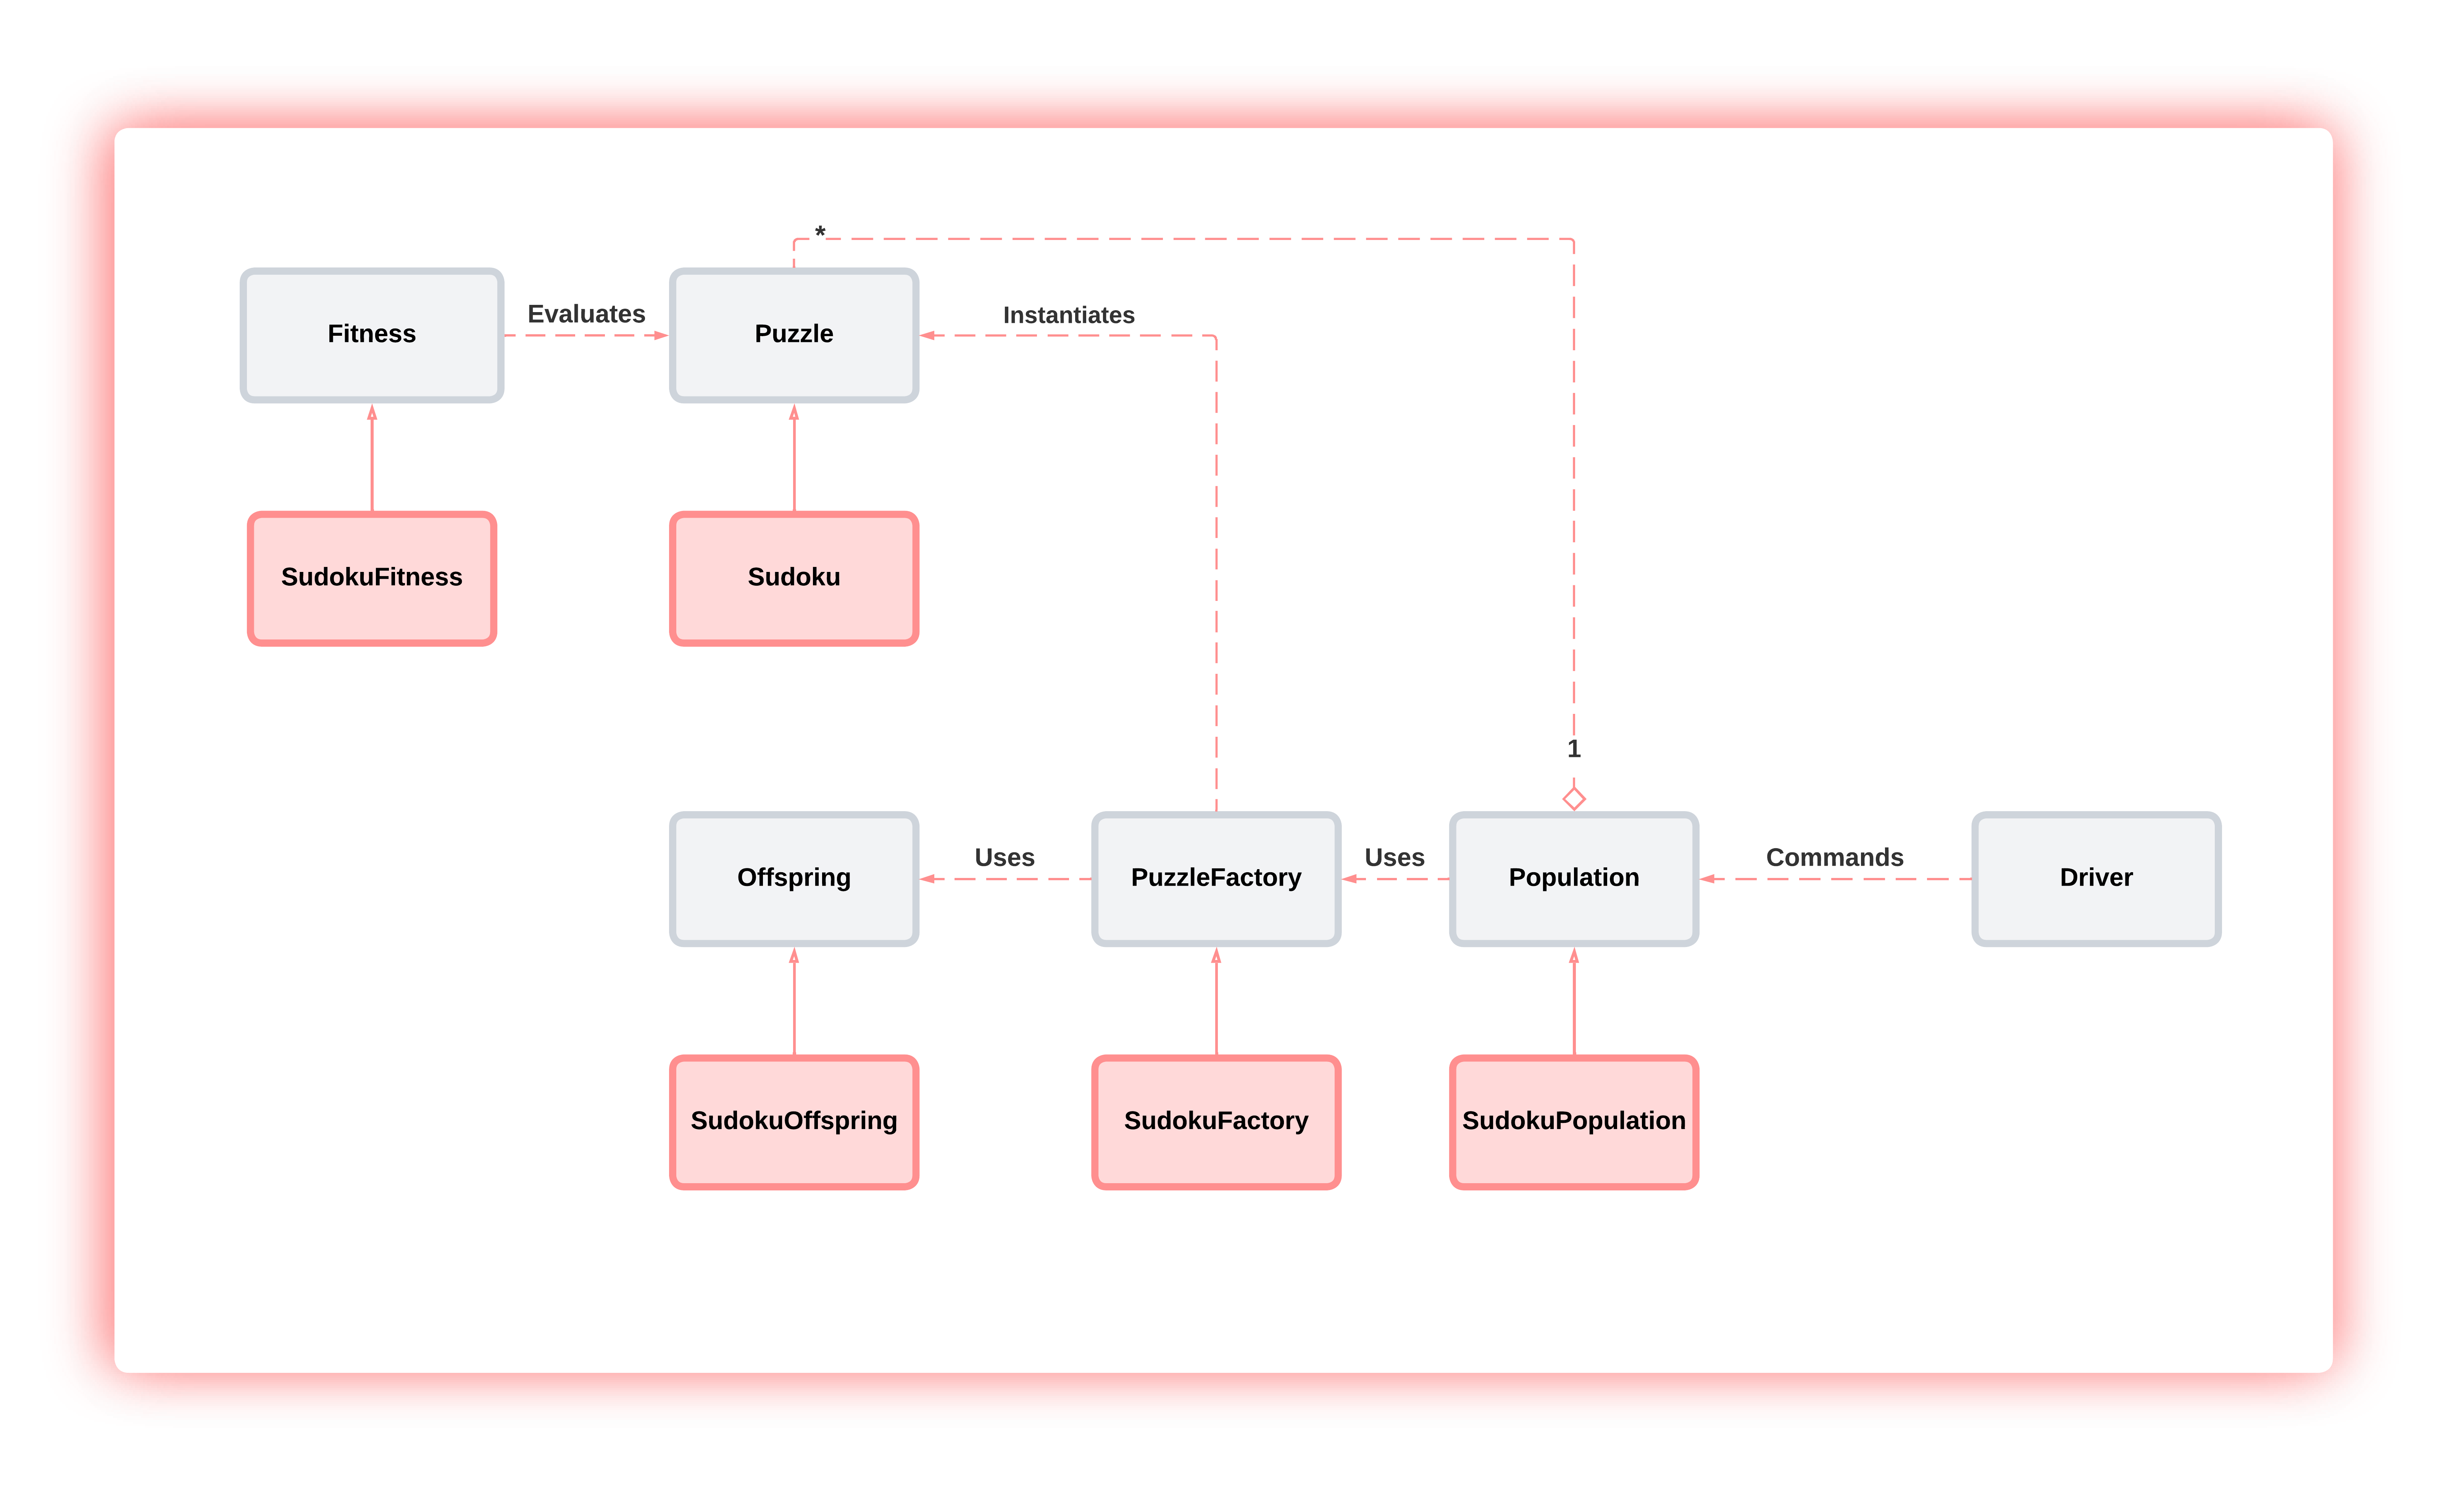 *
Evaluates
Instantiates
Fitness
Puzzle
SudokuFitness
Sudoku
1
Uses
Uses
Commands
Offspring
PuzzleFactory
Population
Driver
SudokuOffspring
SudokuFactory
SudokuPopulation